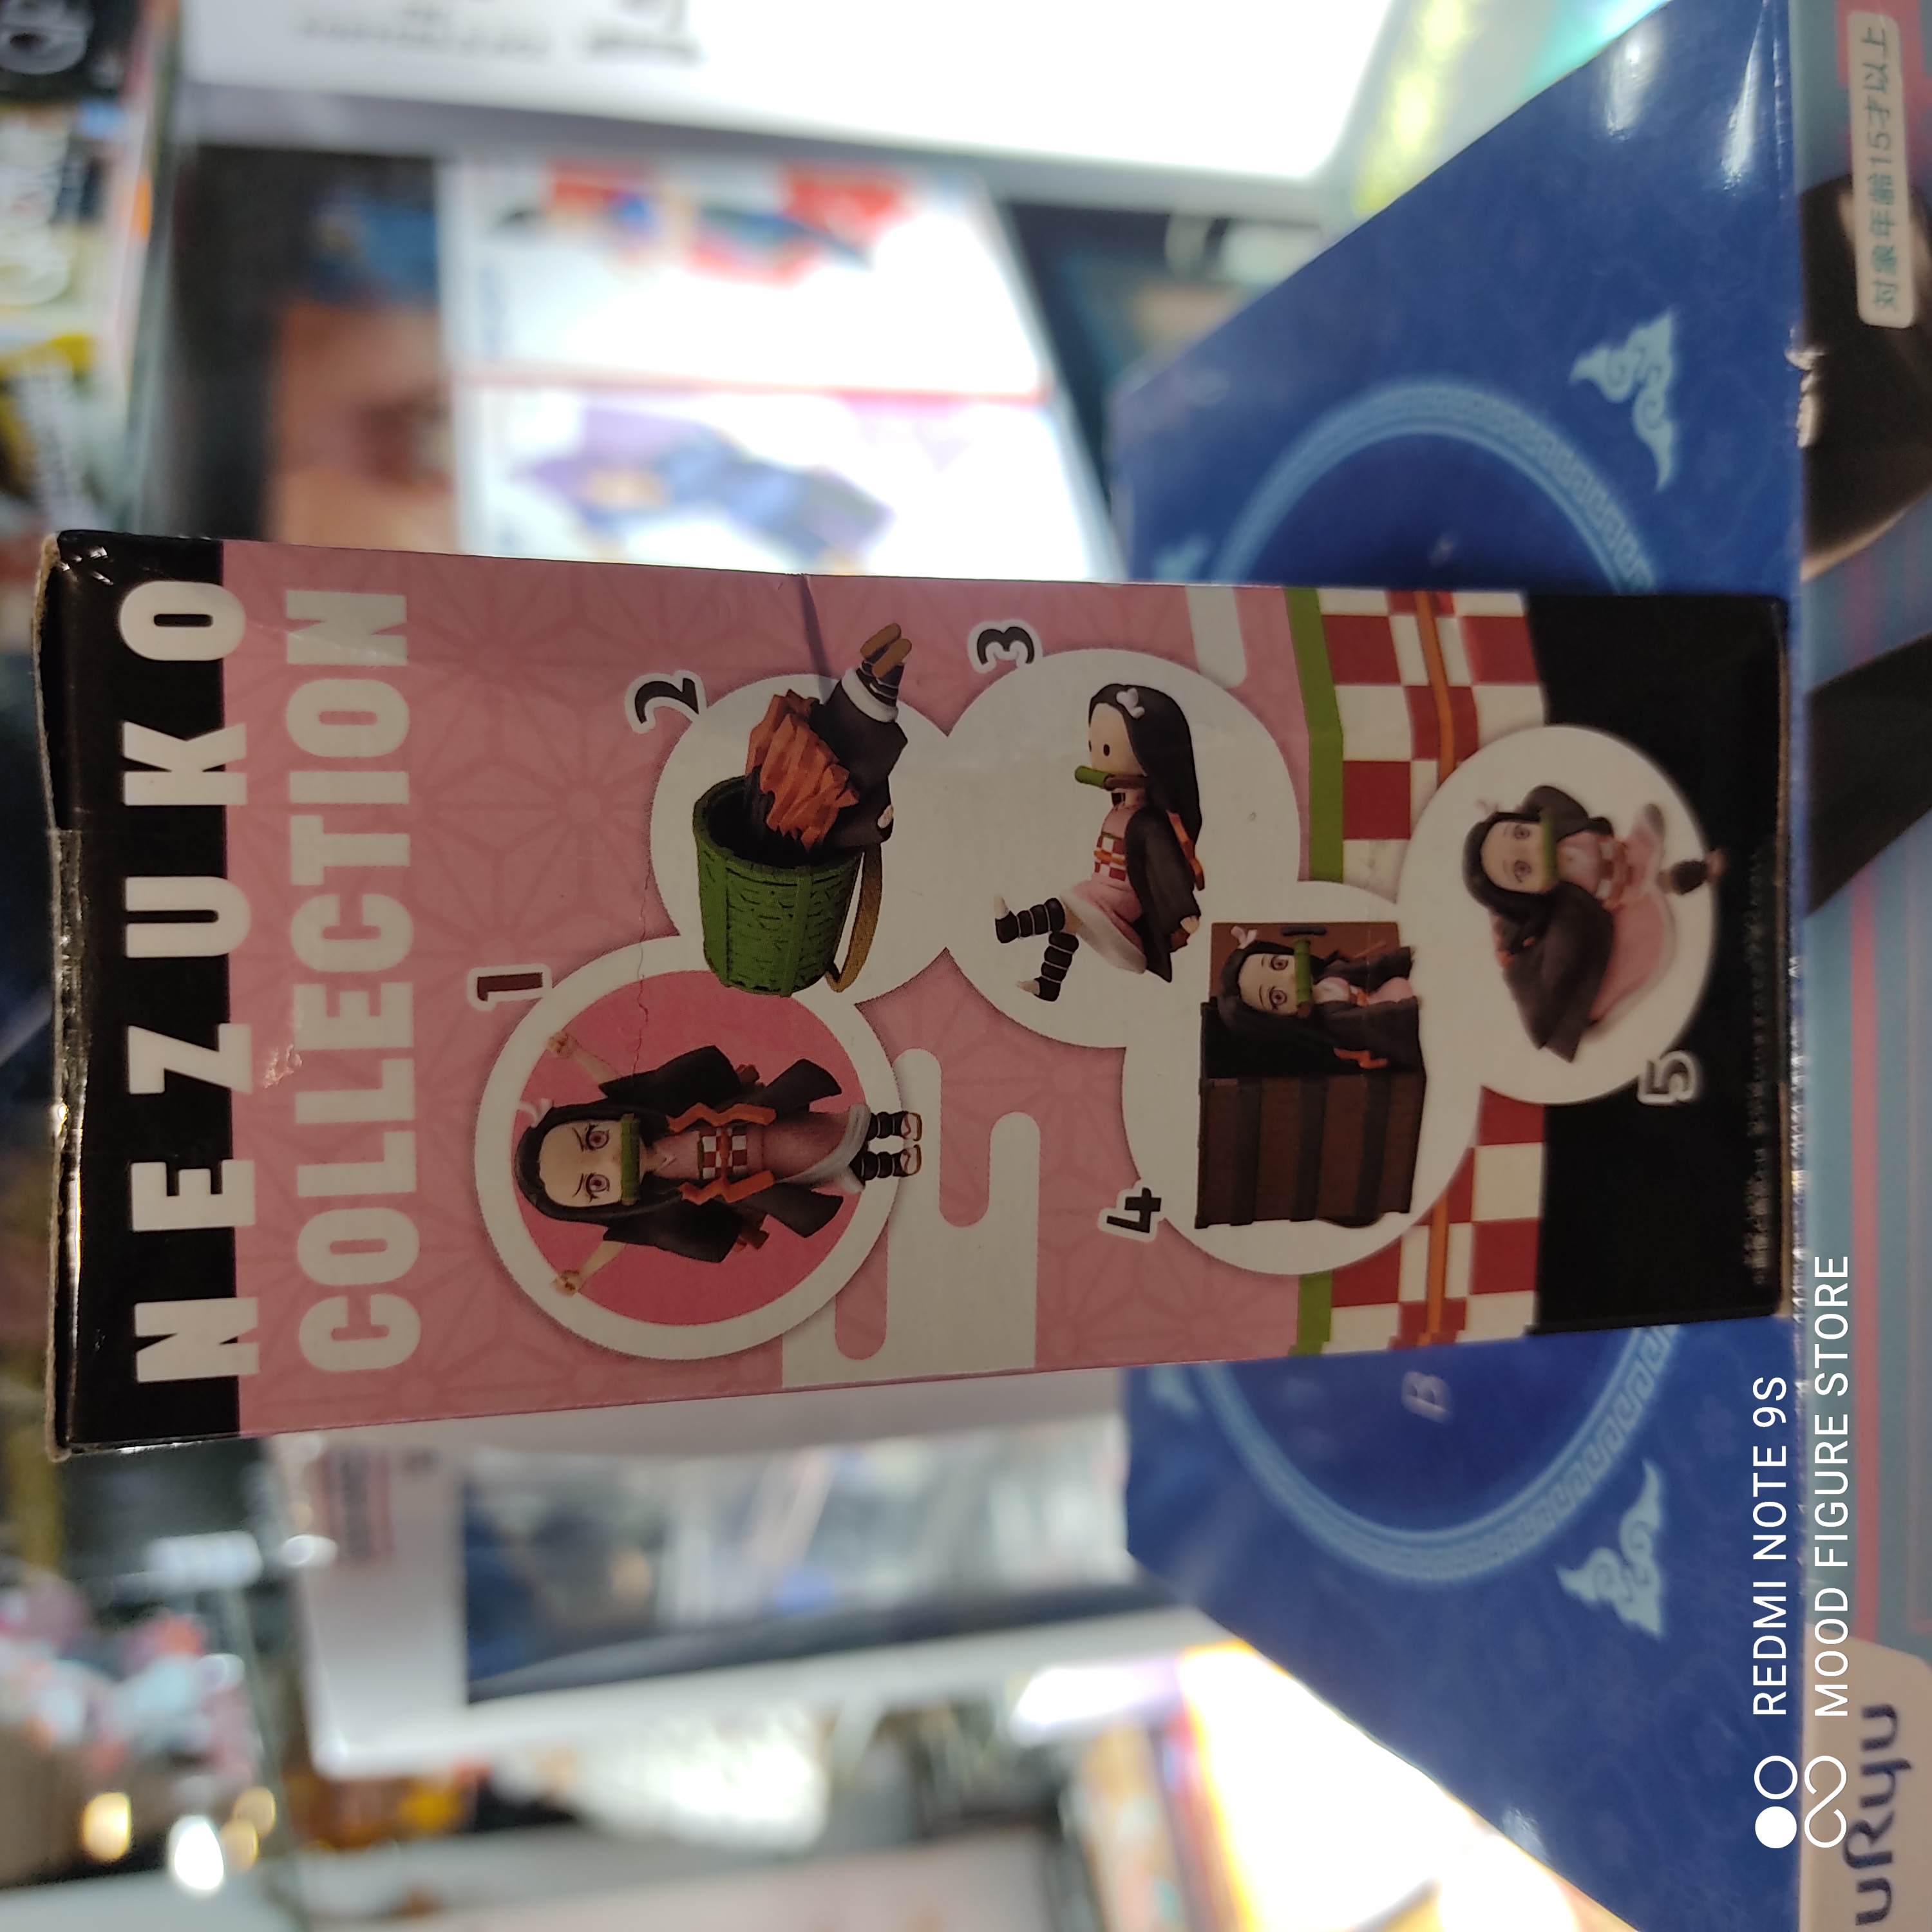 NEZUKO
COLLECTION
1
2
3
4
5
対象年齢15才以上
B
uRyu
REDMI NOTE 9S
MOOD FIGURE STORE